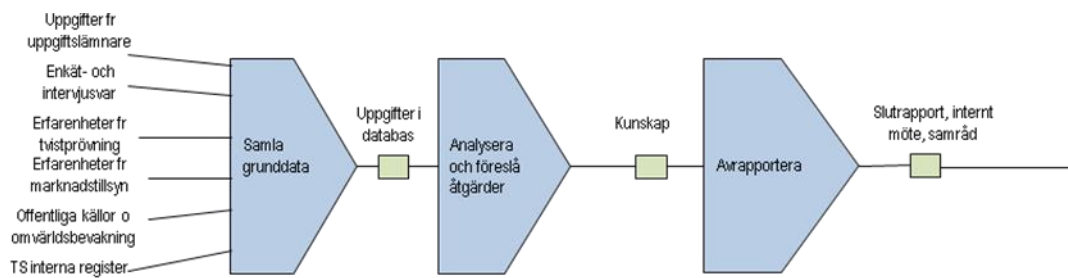 Uppgifter fr
uppgiftslämnare
Enkät- och
intervjusvar
Erfarenheter fr
tvistprövning
Erfarenheter fr
marknadstillsyn
Offentliga källor o
omvärldsbevakning
TS interna register
Samla
grunddata
Uppgifter i
databas
Analysera
och föreslå
åtgärder
Kunskap
Avrapportera
Slutrapport, internt
möte, samråd